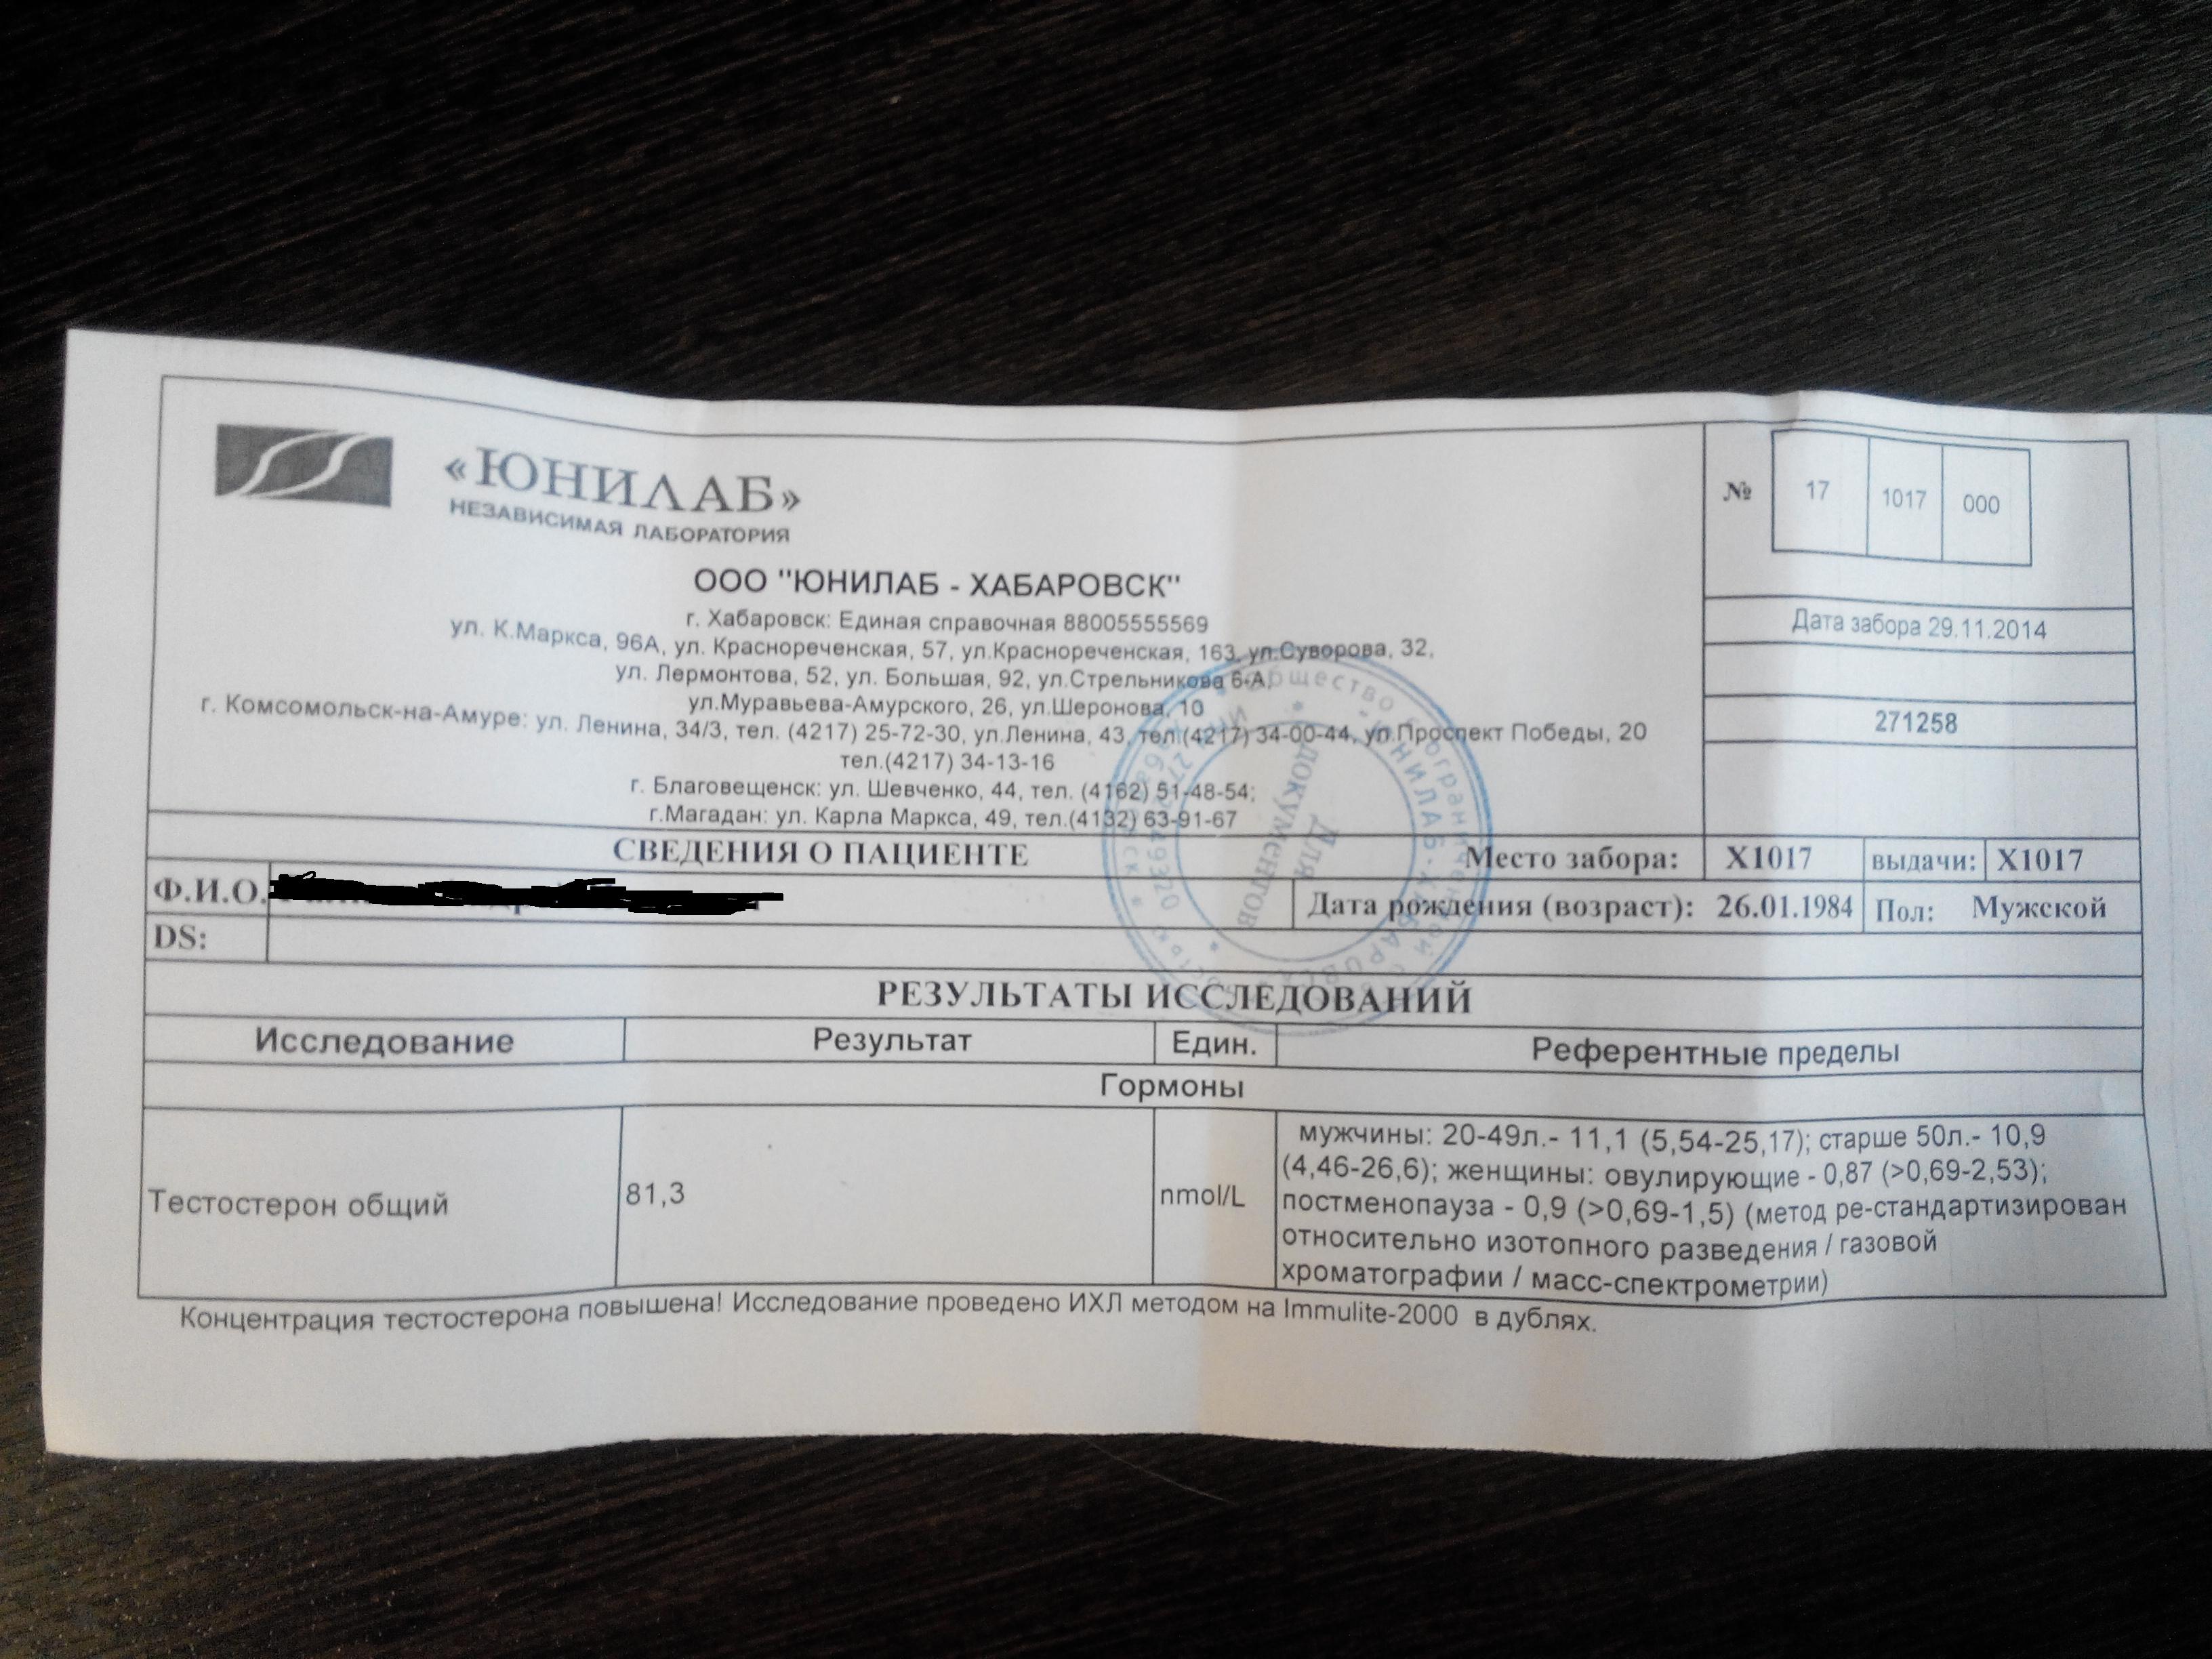 «ЮНИЛАБ»
НЕЗАВИСИМАЯ ЛАБОРАТОРИЯ
№ 17 1017 000
ООО "ЮНИЛАБ - ХАБАРОВСК"
г. Хабаровск: Единая справочная 88005555569
ул. К.Маркса, 96А, ул. Краснореченская, 57, ул.Краснореченская, 163, ул.Суворова, 32,
ул. Лермонтова, 52, ул. Большая, 92, ул.Стрельникова 6-А,
ул.Муравьева-Амурского, 26, ул.Шеронова, 10
г. Комсомольск-на-Амуре: ул. Ленина, 34/3, тел. (4217) 25-72-30, ул.Ленина, 43, тел.(4217) 34-00-44, ул.Проспект Победы, 20
тел.(4217) 34-13-16
г. Благовещенск: ул. Шевченко, 44, тел. (4162) 51-48-54;
г.Магадан: ул. Карла Маркса, 49, тел.(4132) 63-91-67
Дата забора 29.11.2014
271258
Для
документов
СВЕДЕНИЯ О ПАЦИЕНТЕ Место забора: X1017 выдачи: X1017
Ф.И.О. Дата рождения (возраст): 26.01.1984 Пол: Мужской
DS:
РЕЗУЛЬТАТЫ ИССЛЕДОВАНИЙ
Исследование Результат Един. Референтные пределы
Гормоны
Тестостерон общий 81,3 nmol/L
мужчины: 20-49л.- 11,1 (5,54-25,17); старше 50л.- 10,9
(4,46-26,6); женщины: овулирующие - 0,87 (>0,69-2,53);
постменопауза - 0,9 (>0,69-1,5) (метод ре-стандартизирован
относительно изотопного разведения / газовой
хроматографии / масс-спектрометрии)
Концентрация тестостерона повышена! Исследование проведено ИХЛ методом на Immulite-2000 в дублях.